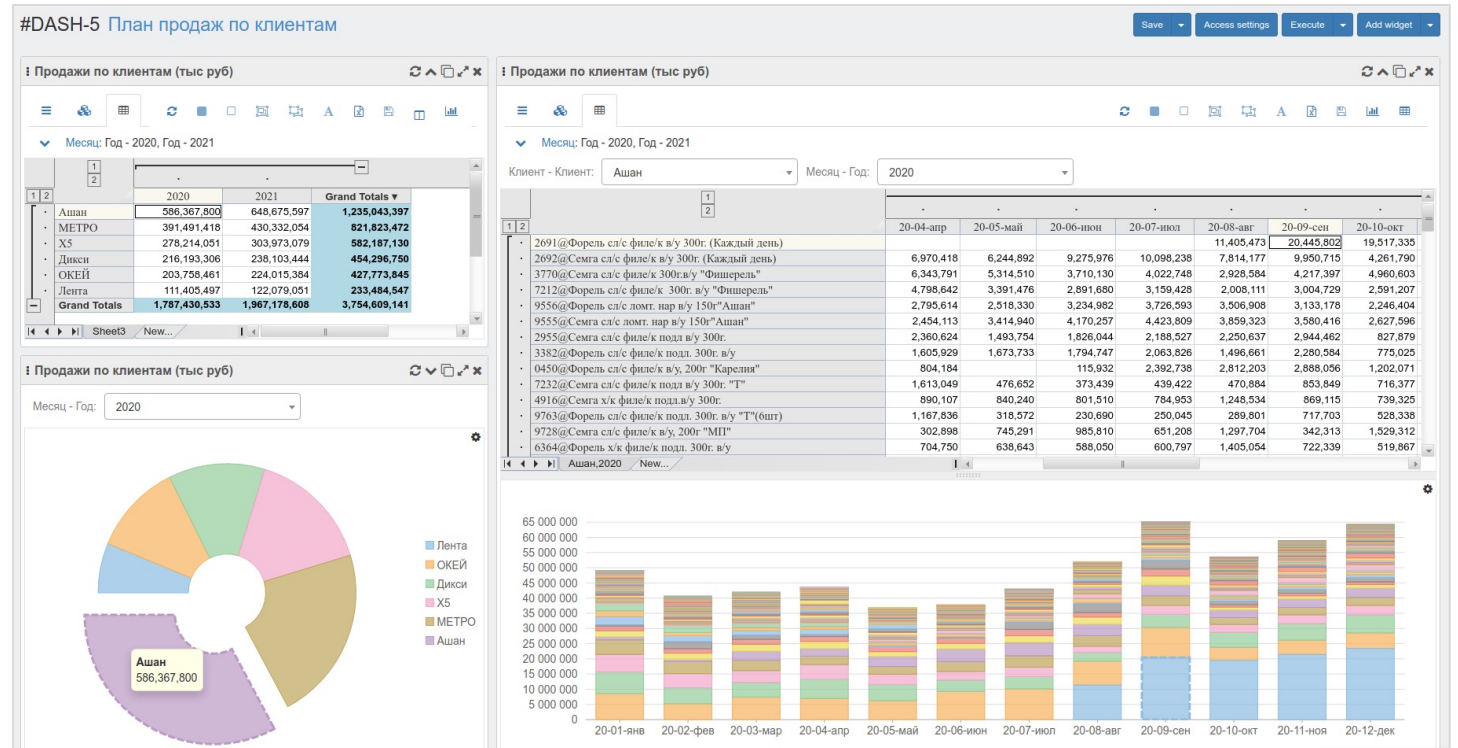 #DASH-5 План продаж по клиентам
Save
Access settings
Execute
Add widget
Продажи по клиентам (тыс руб)
Месяц: Год - 2020, Год - 2021
1
2
1 2
2020 2021 Grand Totals ▼
Ашан 586,367,800 648,675,597 1,235,043,397
МЕТРО 391,491,418 430,332,054 821,823,472
X5 278,214,051 303,973,079 582,187,130
Дикси 216,193,306 238,103,444 454,296,750
ОКЕЙ 203,758,461 224,015,384 427,773,845
Лента 111,405,497 122,079,051 233,484,547
Grand Totals 1,787,430,533 1,967,178,608 3,754,609,141
Sheet3 New...
Продажи по клиентам (тыс руб)
Месяц - Год: 2020
Лента
ОКЕЙ
Дикси
X5
МЕТРО
Ашан
Ашан
586,367,800
Продажи по клиентам (тыс руб)
Месяц: Год - 2020, Год - 2021
Клиент - Клиент: Ашан Месяц - Год: 2020
1
2
1 2
20-04-апр 20-05-май 20-06-июн 20-07-июл 20-08-авг 20-09-сен 20-10-окт
2691@Форель сл/с филе/к в/у 300г. (Каждый день) 11,405,473 20,445,802 19,517,335
2692@Семга сл/с филе/к в/у 300г. (Каждый день) 6,970,418 6,244,892 9,275,976 10,098,238 7,814,177 9,950,715 4,261,790
3770@Семга сл/с филе/к 300г.в/у "Фишерель" 6,343,791 5,314,510 3,710,130 4,022,748 2,928,584 4,217,397 4,960,603
7212@Форель сл/с филе/к 300г. в/у "Фишерель" 4,798,642 3,391,476 2,891,680 3,159,428 2,008,111 3,004,729 2,591,207
9556@Форель сл/с ломт. нар в/у 150г"Ашан" 2,795,614 2,518,330 3,234,982 3,726,593 3,506,908 3,133,178 2,246,404
9555@Семга сл/с ломт. нар в/у 150г"Ашан" 2,454,113 3,414,940 4,170,257 4,423,809 3,859,323 3,580,416 2,627,596
2955@Семга сл/с филе/к подл в/у 300г. 2,360,624 1,493,754 1,826,044 2,188,527 2,250,637 2,944,462 827,879
3382@Форель сл/с филе/к подл. 300г. в/у 1,605,929 1,673,733 1,794,747 2,063,826 1,496,661 2,280,584 775,025
0450@Форель сл/с филе/к в/у, 200г "Карелия" 804,184 115,932 2,392,738 2,812,203 2,888,056 1,202,071
7232@Семга сл/с филе/к подл в/у 300г. "Т" 1,613,049 476,652 373,439 439,422 470,884 853,849 716,377
4916@Семга х/к филе/к подл.в/у 300г. 890,107 840,240 801,510 784,953 1,248,534 869,115 739,325
9763@Форель сл/с филе/к подл. 300г. в/у "Т"(6шт) 1,167,836 318,572 230,690 250,045 289,801 717,703 528,338
9728@Семга сл/с филе/к в/у, 200г "МП" 302,898 745,291 985,810 651,208 1,297,704 342,313 1,529,312
6364@Форель х/к филе/к подл. 300г. в/у 704,750 638,643 588,050 600,797 1,405,054 722,339 519,867
Ашан,2020 New...
65 000 000
60 000 000
55 000 000
50 000 000
45 000 000
40 000 000
35 000 000
30 000 000
25 000 000
20 000 000
15 000 000
10 000 000
5 000 000
0
20-01-янв 20-02-фев 20-03-мар 20-04-апр 20-05-май 20-06-июн 20-07-июл 20-08-авг 20-09-сен 20-10-окт 20-11-ноя 20-12-дек